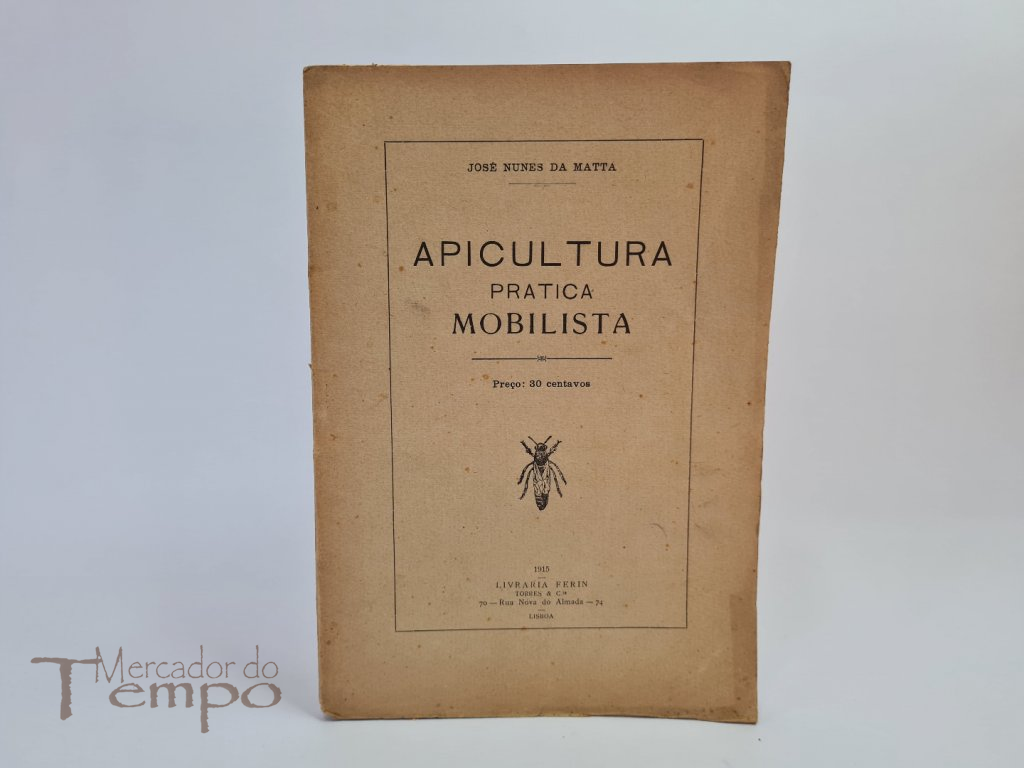 JOSÉ NUNES DA MATTA
APICULTURA
PRATICA
MOBILISTA
Preço: 30 centavos
1915
LIVRARIA FERIN
TORRES & C.ta
70 — Rua Nova do Almada — 74
LISBOA
Mercador do
Tempo